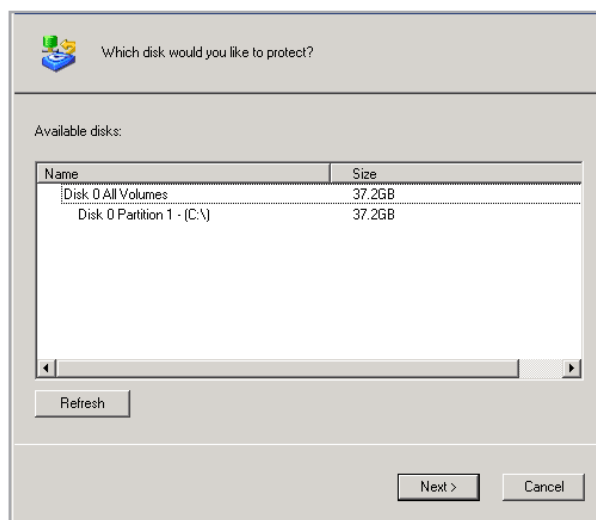 Which disk would you like to protect?
Available disks:
Name Size
Disk 0 All Volumes 37.2GB
Disk 0 Partition 1 - (C:\) 37.2GB
Refresh
Next > Cancel